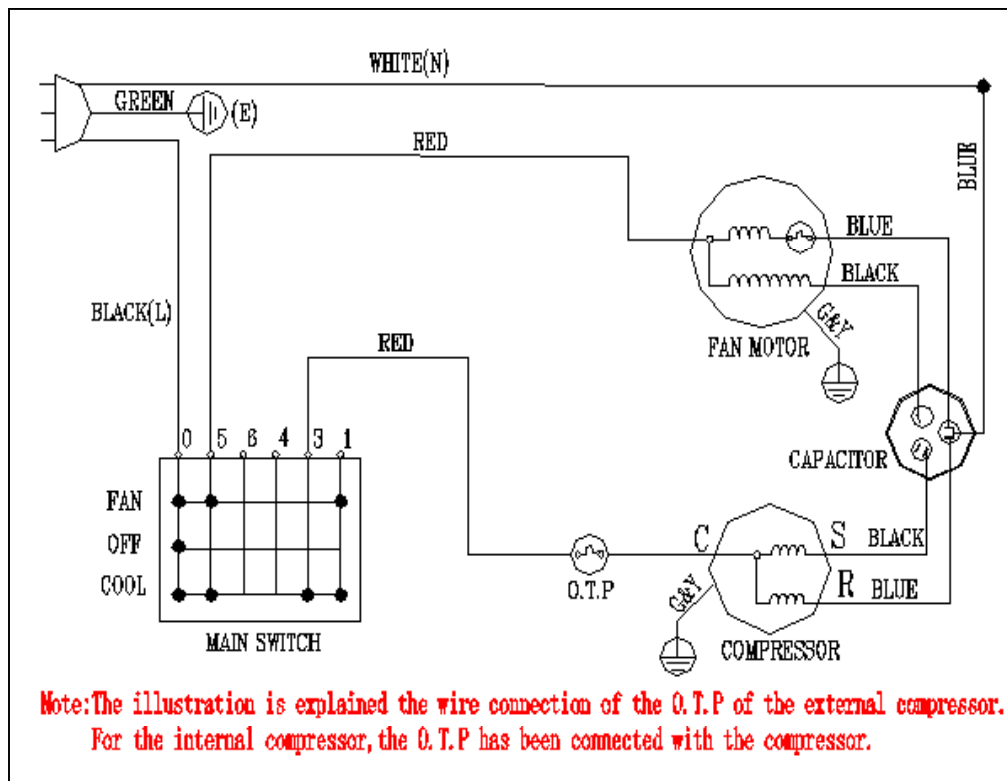 WHITE(N)
GREEN
(E)
RED
BLUE
BLUE
BLACK
BLACK(L)
G&Y
FAN MOTOR
RED
0 5 6 4 3 1
CAPACITOR
FAN
OFF
COOL
MAIN SWITCH
O.T.P
C
S
BLACK
R
BLUE
G&Y
COMPRESSOR
Note:The illustration is explained the wire connection of the O.T.P of the external compressor.
For the internal compressor, the O.T.P has been connected with the compressor.